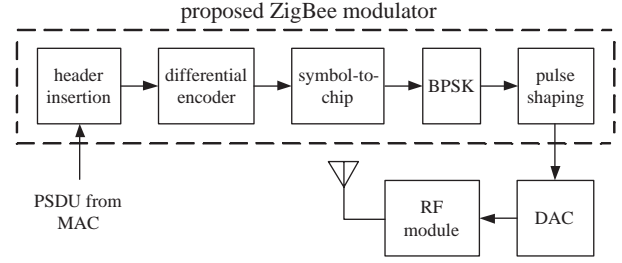 proposed ZigBee modulator
header
insertion
differential
encoder
symbol-to-
chip
BPSK
pulse
shaping
PSDU from
MAC
RF
module
DAC